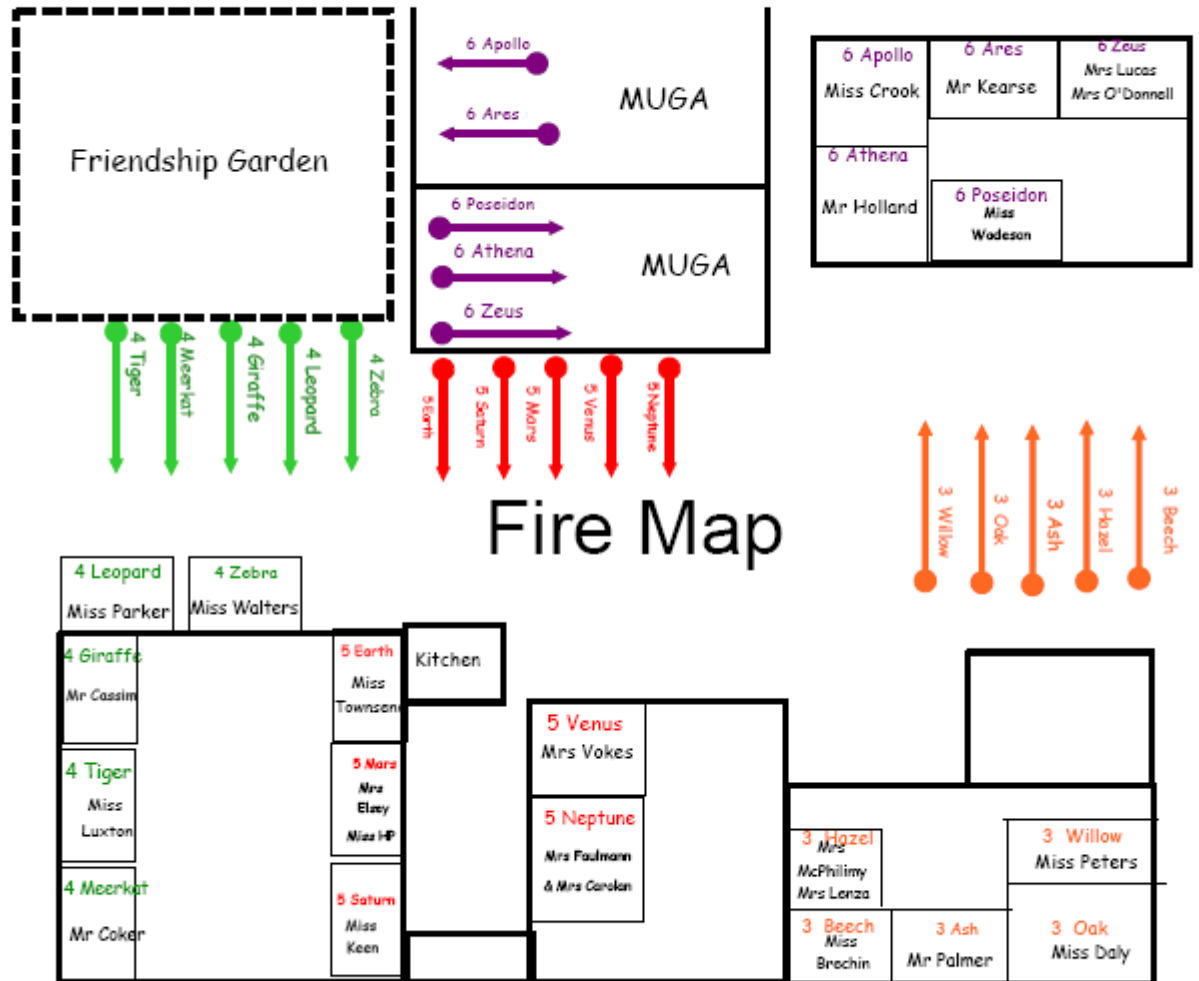 Friendship Garden
6 Apollo
6 Ares
MUGA
6 Poseidon
6 Athena
6 Zeus
MUGA
6 Apollo
Miss Crook
6 Ares
Mr Kearse
6 Zeus
Mrs Lucas
Mrs O'Donnell
6 Athena
Mr Holland
6 Poseidon
Miss
Wadeson
4 Tiger
4 Meerkat
4 Giraffe
4 Leopard
4 Zebra
5 Earth
5 Saturn
5 Mars
5 Venus
5 Neptune
3 Willow
3 Oak
3 Ash
3 Hazel
3 Beech
Fire Map
4 Leopard
Miss Parker
4 Zebra
Miss Walters
4 Giraffe
Mr Cassim
4 Tiger
Miss
Luxton
4 Meerkat
Mr Coker
5 Earth
Miss
Townsend
5 Mars
Mrs
Elsey
Miss HP
5 Saturn
Miss
Keen
Kitchen
5 Venus
Mrs Vokes
5 Neptune
Mrs Faulmann
& Mrs Carolan
3 Hazel
Mrs
McPhilimy
Mrs Lenza
3 Beech
Miss
Brechin
3 Ash
Mr Palmer
3 Willow
Miss Peters
3 Oak
Miss Daly